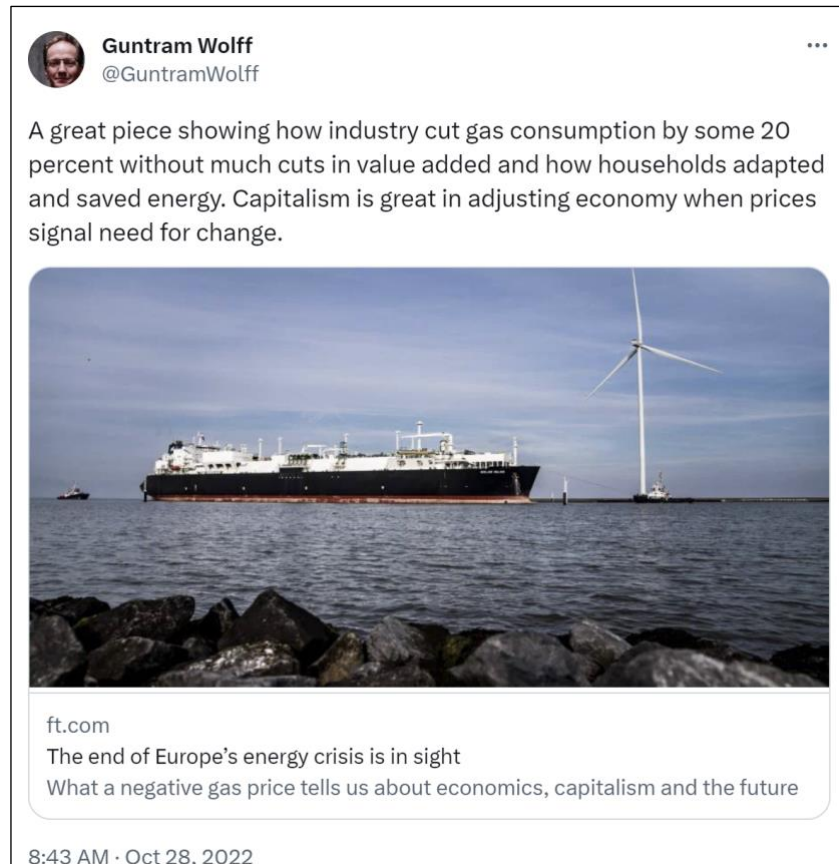 Guntram Wolff
@GuntramWolff
A great piece showing how industry cut gas consumption by some 20
percent without much cuts in value added and how households adapted
and saved energy. Capitalism is great in adjusting economy when prices
signal need for change.
ft.com
The end of Europe's energy crisis is in sight
What a negative gas price tells us about economics, capitalism and the future
8:43 AM · Oct 28, 2022